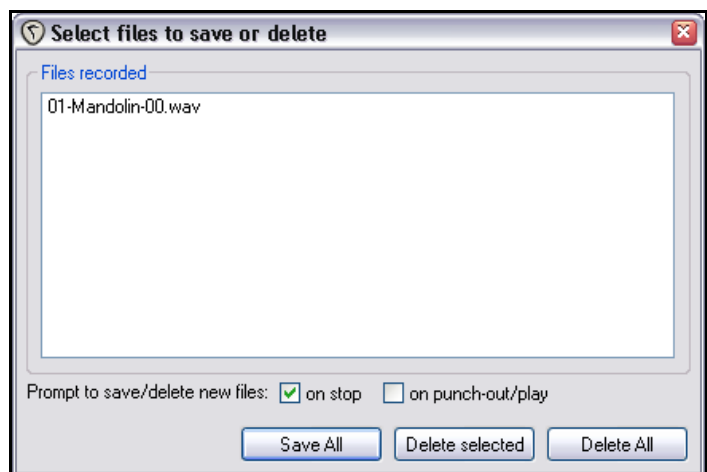 Select files to save or delete
Files recorded
01-Mandolin-00.wav
Prompt to save/delete new files: on stop on punch-out/play
Save All Delete selected Delete All